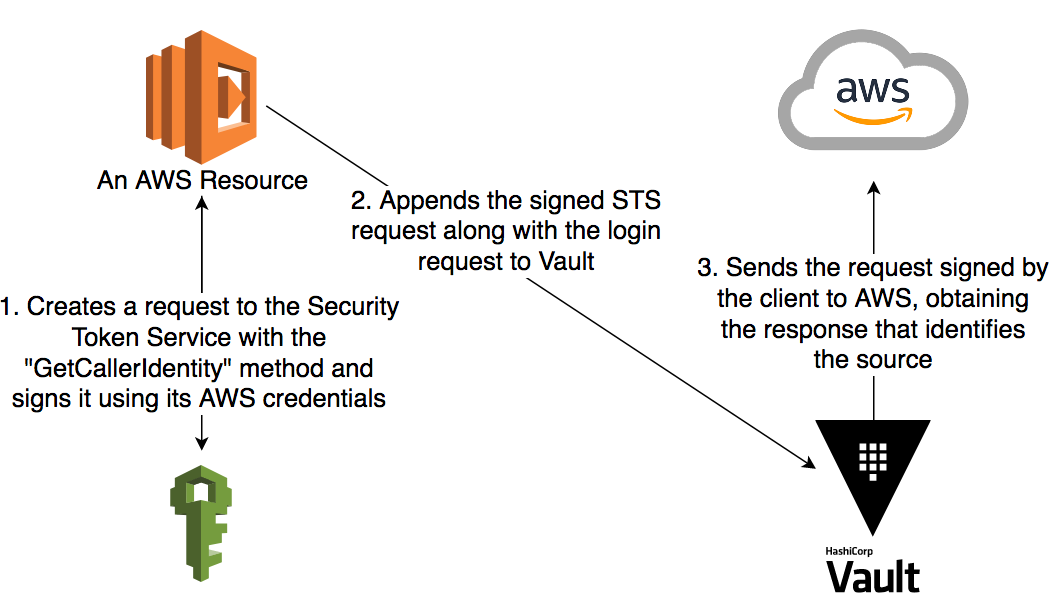 aws
An AWS Resource
2. Appends the signed STS
request along with the login
request to Vault
3. Sends the request signed by
the client to AWS, obtaining
the response that identifies
the source
1. Creates a request to the Security
Token Service with the
"GetCallerIdentity" method and
signs it using its AWS credentials
HashiCorp
Vault